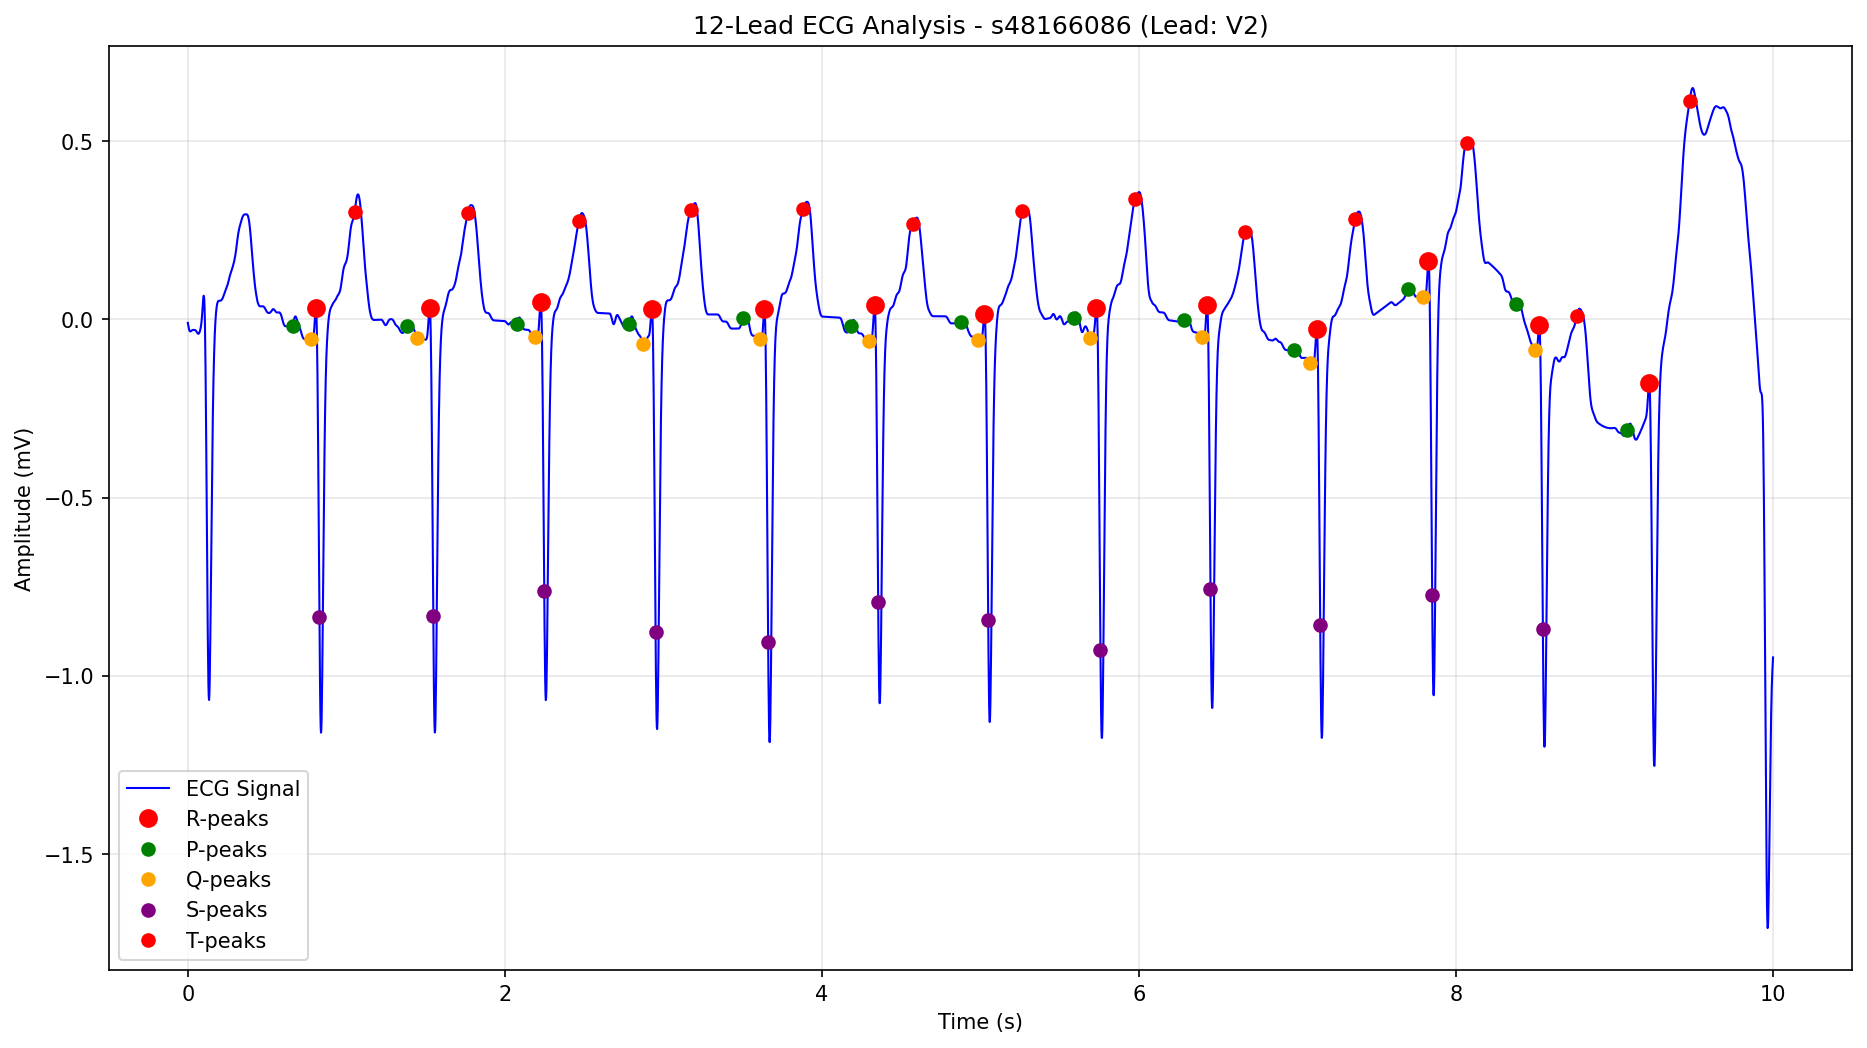 12-Lead ECG Analysis - s48166086 (Lead: V2)
Amplitude (mV)
0.5
0.0
−0.5
−1.0
−1.5
ECG Signal
R-peaks
P-peaks
Q-peaks
S-peaks
T-peaks
0 2 4 6 8 10
Time (s)